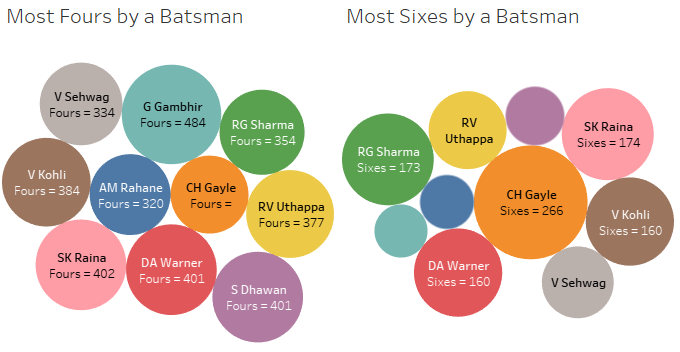 Most Fours by a Batsman
V Sehwag
Fours = 334
G Gambhir
Fours = 484
RG Sharma
Fours = 354
V Kohli
Fours = 384
AM Rahane
Fours = 320
CH Gayle
Fours =
RV Uthappa
Fours = 377
SK Raina
Fours = 402
DA Warner
Fours = 401
S Dhawan
Fours = 401
Most Sixes by a Batsman
RV
Uthappa
SK Raina
Sixes = 174
RG Sharma
Sixes = 173
CH Gayle
Sixes = 266
V Kohli
Sixes = 160
DA Warner
Sixes = 160
V Sehwag